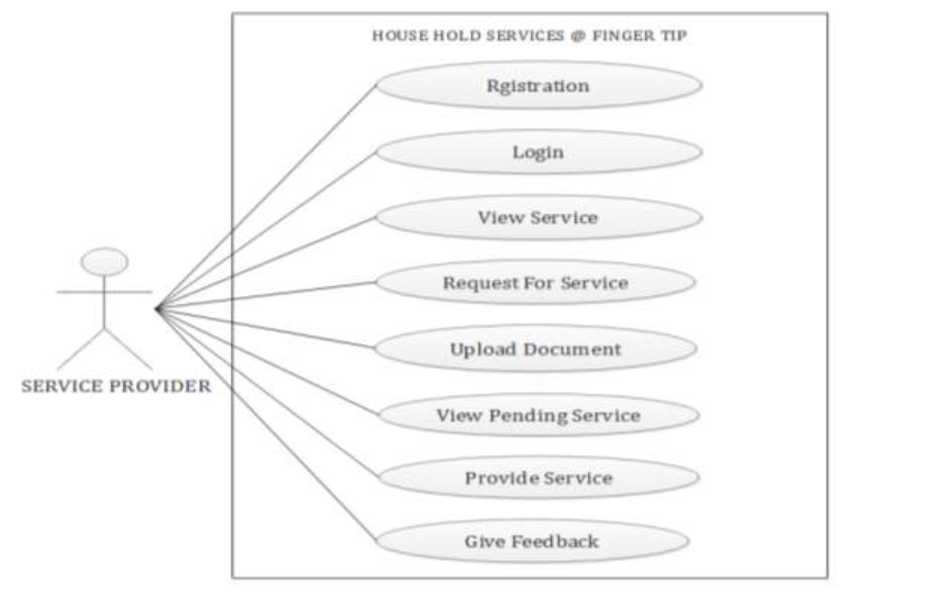 HOUSE HOLD SERVICES @ FINGER TIP
Rgistration
Login
View Service
Request For Service
Upload Document
View Pending Service
Provide Service
Give Feedback
SERVICE PROVIDER